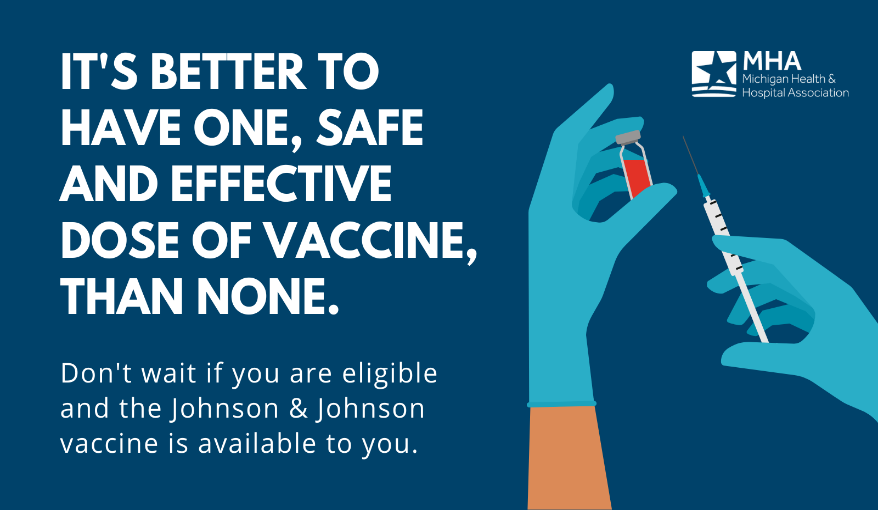 IT'S BETTER TO
HAVE ONE, SAFE
AND EFFECTIVE
DOSE OF VACCINE,
THAN NONE.
Don't wait if you are eligible
and the Johnson & Johnson
vaccine is available to you.
MHA
Michigan Health &
Hospital Association